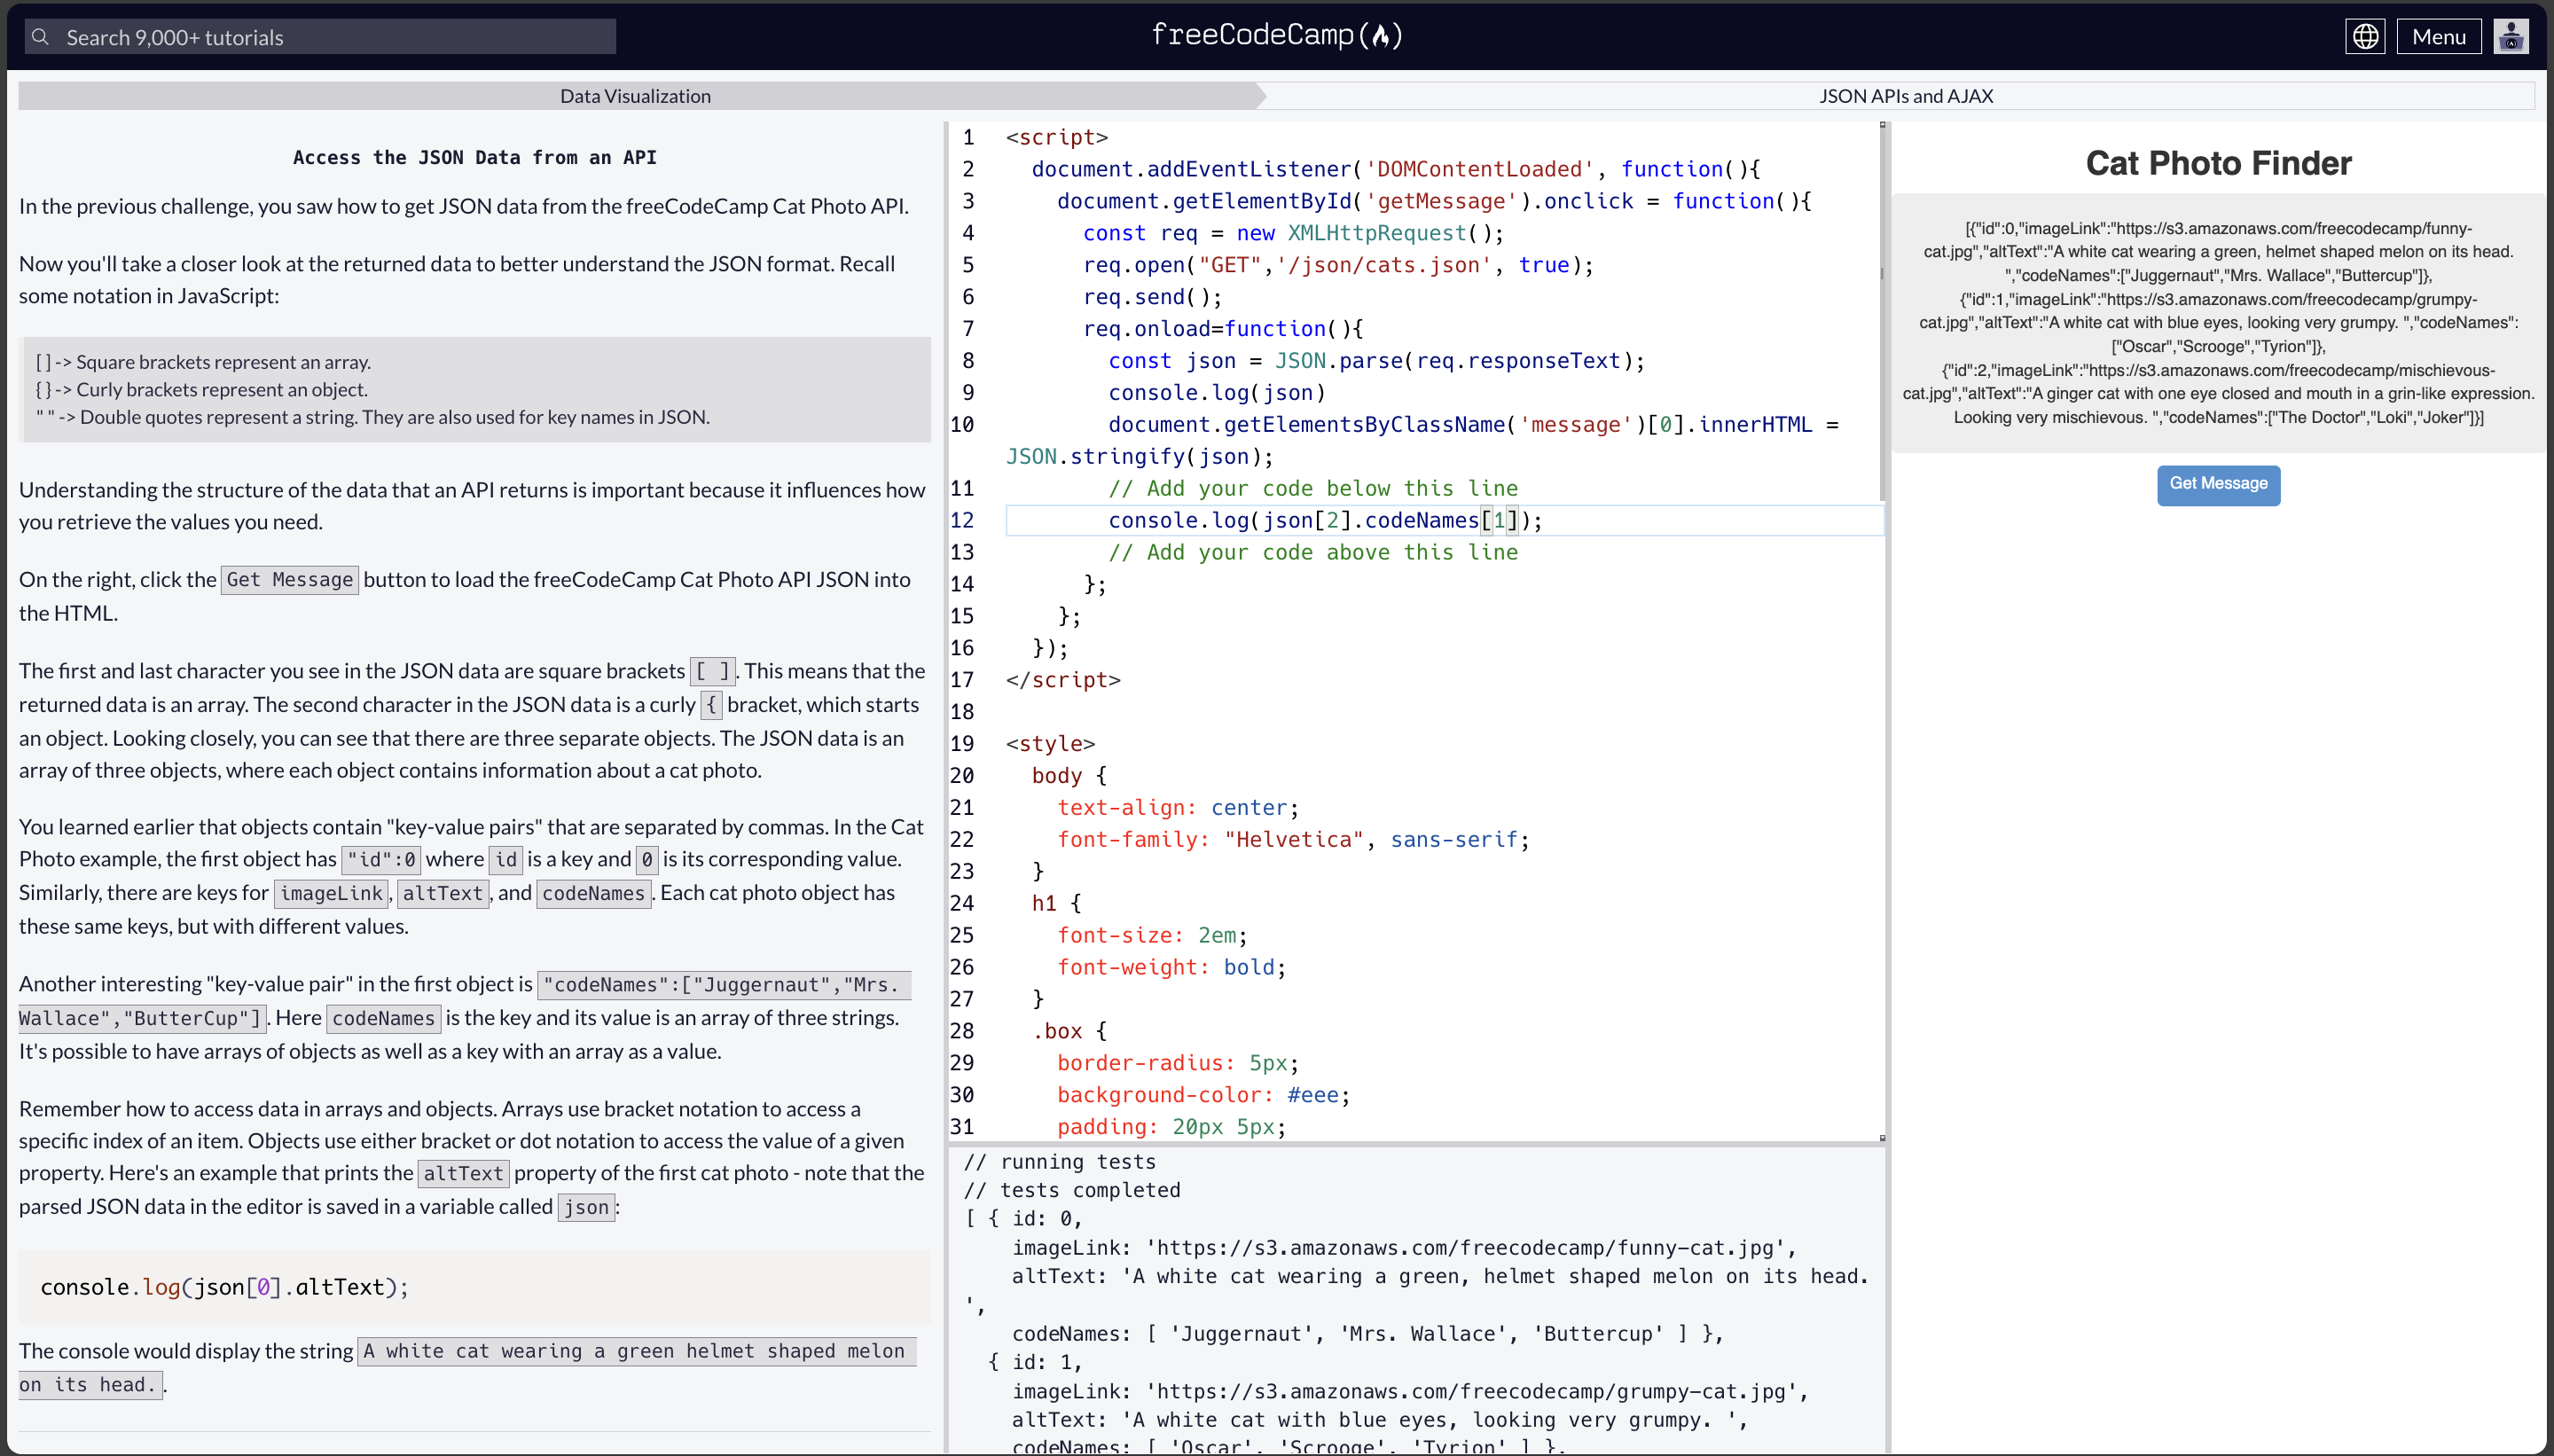 Search 9,000+ tutorials
freeCodeCamp
Menu
Data Visualization
JSON APIs and AJAX
Access the JSON Data from an API
In the previous challenge, you saw how to get JSON data from the freeCodeCamp Cat Photo API.
Now you'll take a closer look at the returned data to better understand the JSON format. Recall
some notation in JavaScript:
[ ] -> Square brackets represent an array.
{ } -> Curly brackets represent an object.
" " -> Double quotes represent a string. They are also used for key names in JSON.
Understanding the structure of the data that an API returns is important because it influences how
you retrieve the values you need.
On the right, click the Get Message button to load the freeCodeCamp Cat Photo API JSON into
the HTML.
The first and last character you see in the JSON data are square brackets [ ]. This means that the
returned data is an array. The second character in the JSON data is a curly { bracket, which starts
an object. Looking closely, you can see that there are three separate objects. The JSON data is an
array of three objects, where each object contains information about a cat photo.
You learned earlier that objects contain "key-value pairs" that are separated by commas. In the Cat
Photo example, the first object has "id":0 where id is a key and 0 is its corresponding value.
Similarly, there are keys for imageLink, altText, and codeNames. Each cat photo object has
these same keys, but with different values.
Another interesting "key-value pair" in the first object is "codeNames":["Juggernaut","Mrs.
Wallace","ButterCup"]. Here codeNames is the key and its value is an array of three strings.
It's possible to have arrays of objects as well as a key with an array as a value.
Remember how to access data in arrays and objects. Arrays use bracket notation to access a
specific index of an item. Objects use either bracket or dot notation to access the value of a given
property. Here's an example that prints the altText property of the first cat photo - note that the
parsed JSON data in the editor is saved in a variable called json:
console.log(json[0].altText);
The console would display the string A white cat wearing a green helmet shaped melon
on its head..
1 <script>
2 document.addEventListener('DOMContentLoaded', function(){
3 document.getElementById('getMessage').onclick = function(){
4 const req = new XMLHttpRequest();
5 req.open("GET",'/json/cats.json', true);
6 req.send();
7 req.onload=function(){
8 const json = JSON.parse(req.responseText);
9 console.log(json)
10 document.getElementsByClassName('message')[0].innerHTML =
JSON.stringify(json);
11 // Add your code below this line
12 console.log(json[2].codeNames[1]);
13 // Add your code above this line
14 };
15 };
16 });
17 </script>
18
19 <style>
20 body {
21 text-align: center;
22 font-family: "Helvetica", sans-serif;
23 }
24 h1 {
25 font-size: 2em;
26 font-weight: bold;
27 }
28 .box {
29 border-radius: 5px;
30 background-color: #eee;
31 padding: 20px 5px;
// running tests
// tests completed
[ { id: 0,
imageLink: 'https://s3.amazonaws.com/freecodecamp/funny-cat.jpg',
altText: 'A white cat wearing a green, helmet shaped melon on its head.
',
codeNames: [ 'Juggernaut', 'Mrs. Wallace', 'Buttercup' ] },
{ id: 1,
imageLink: 'https://s3.amazonaws.com/freecodecamp/grumpy-cat.jpg',
altText: 'A white cat with blue eyes, looking very grumpy. ',
codeNames: [ 'Oscar', 'Scrooge', 'Tyrion' ] },
Cat Photo Finder
[{"id":0,"imageLink":"https://s3.amazonaws.com/freecodecamp/funny-
cat.jpg","altText":"A white cat wearing a green, helmet shaped melon on its head.
","codeNames":["Juggernaut","Mrs. Wallace","Buttercup"]},
{"id":1,"imageLink":"https://s3.amazonaws.com/freecodecamp/grumpy-
cat.jpg","altText":"A white cat with blue eyes, looking very grumpy. ","codeNames":
["Oscar","Scrooge","Tyrion"]},
{"id":2,"imageLink":"https://s3.amazonaws.com/freecodecamp/mischievous-
cat.jpg","altText":"A ginger cat with one eye closed and mouth in a grin-like expression.
Looking very mischievous. ","codeNames":["The Doctor","Loki","Joker"]}]
Get Message